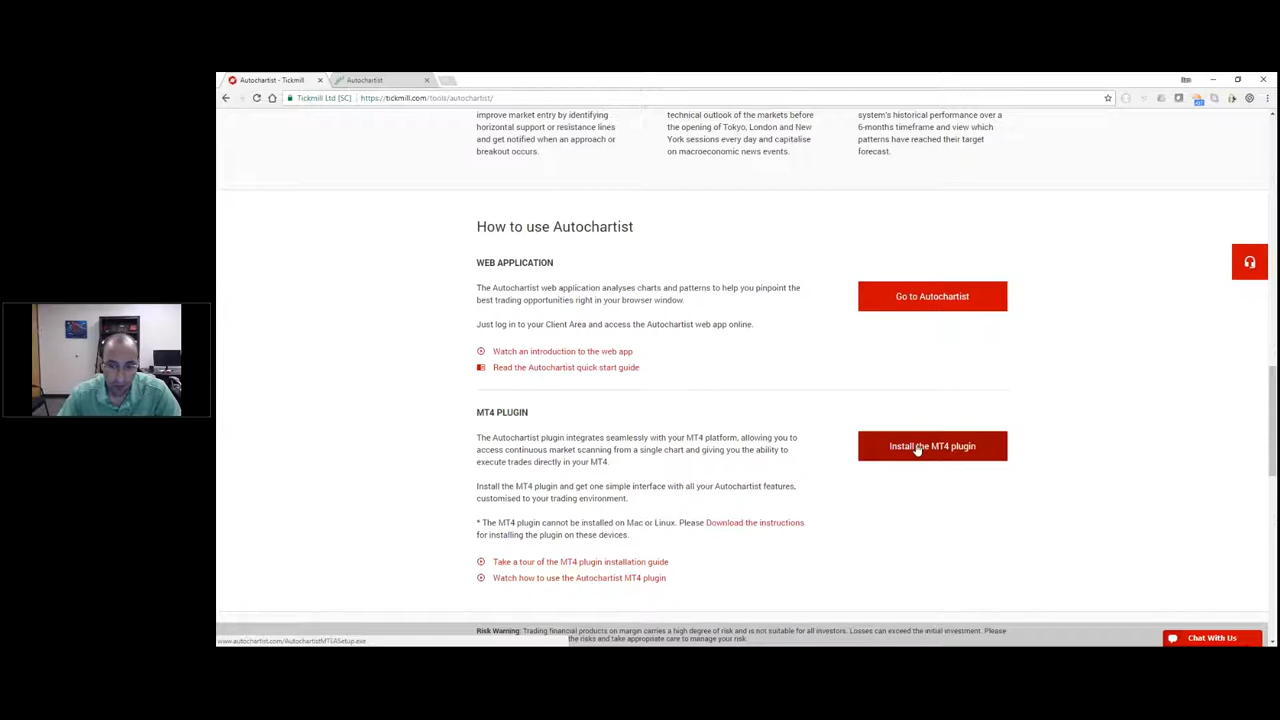 Autochartist - Tickmill
Autochartist
Tickmill Ltd [SC]
https://tickmill.com/tools/autochartist/
improve market entry by identifying
horizontal support or resistance lines
and get notified when an approach or
breakout occurs.
technical outlook of the markets before
the opening of Tokyo, London and New
York sessions every day and capitalise
on macroeconomic news events.
system's historical performance over a
6-months timeframe and view which
patterns have reached their target
forecast.
How to use Autochartist
WEB APPLICATION
The Autochartist web application analyses charts and patterns to help you pinpoint the
best trading opportunities right in your browser window.
Just log in to your Client Area and access the Autochartist web app online.
Go to Autochartist
Watch an introduction to the web app
Read the Autochartist quick start guide
MT4 PLUGIN
The Autochartist plugin integrates seamlessly with your MT4 platform, allowing you to
access continuous market scanning from a single chart and giving you the ability to
execute trades directly in your MT4.
Install the MT4 plugin
Install the MT4 plugin and get one simple interface with all your Autochartist features,
customised to your trading environment.
* The MT4 plugin cannot be installed on Mac or Linux. Please Download the instructions
for installing the plugin on these devices.
Take a tour of the MT4 plugin installation guide
Watch how to use the Autochartist MT4 plugin
Risk Warning: Trading financial products on margin carries a high degree of risk and is not suitable for all investors. Losses can exceed the initial investment. Please
the risks and take appropriate care to manage your risk.
www.autochartist.com/AutochartistMTEASetup.exe
Chat With Us